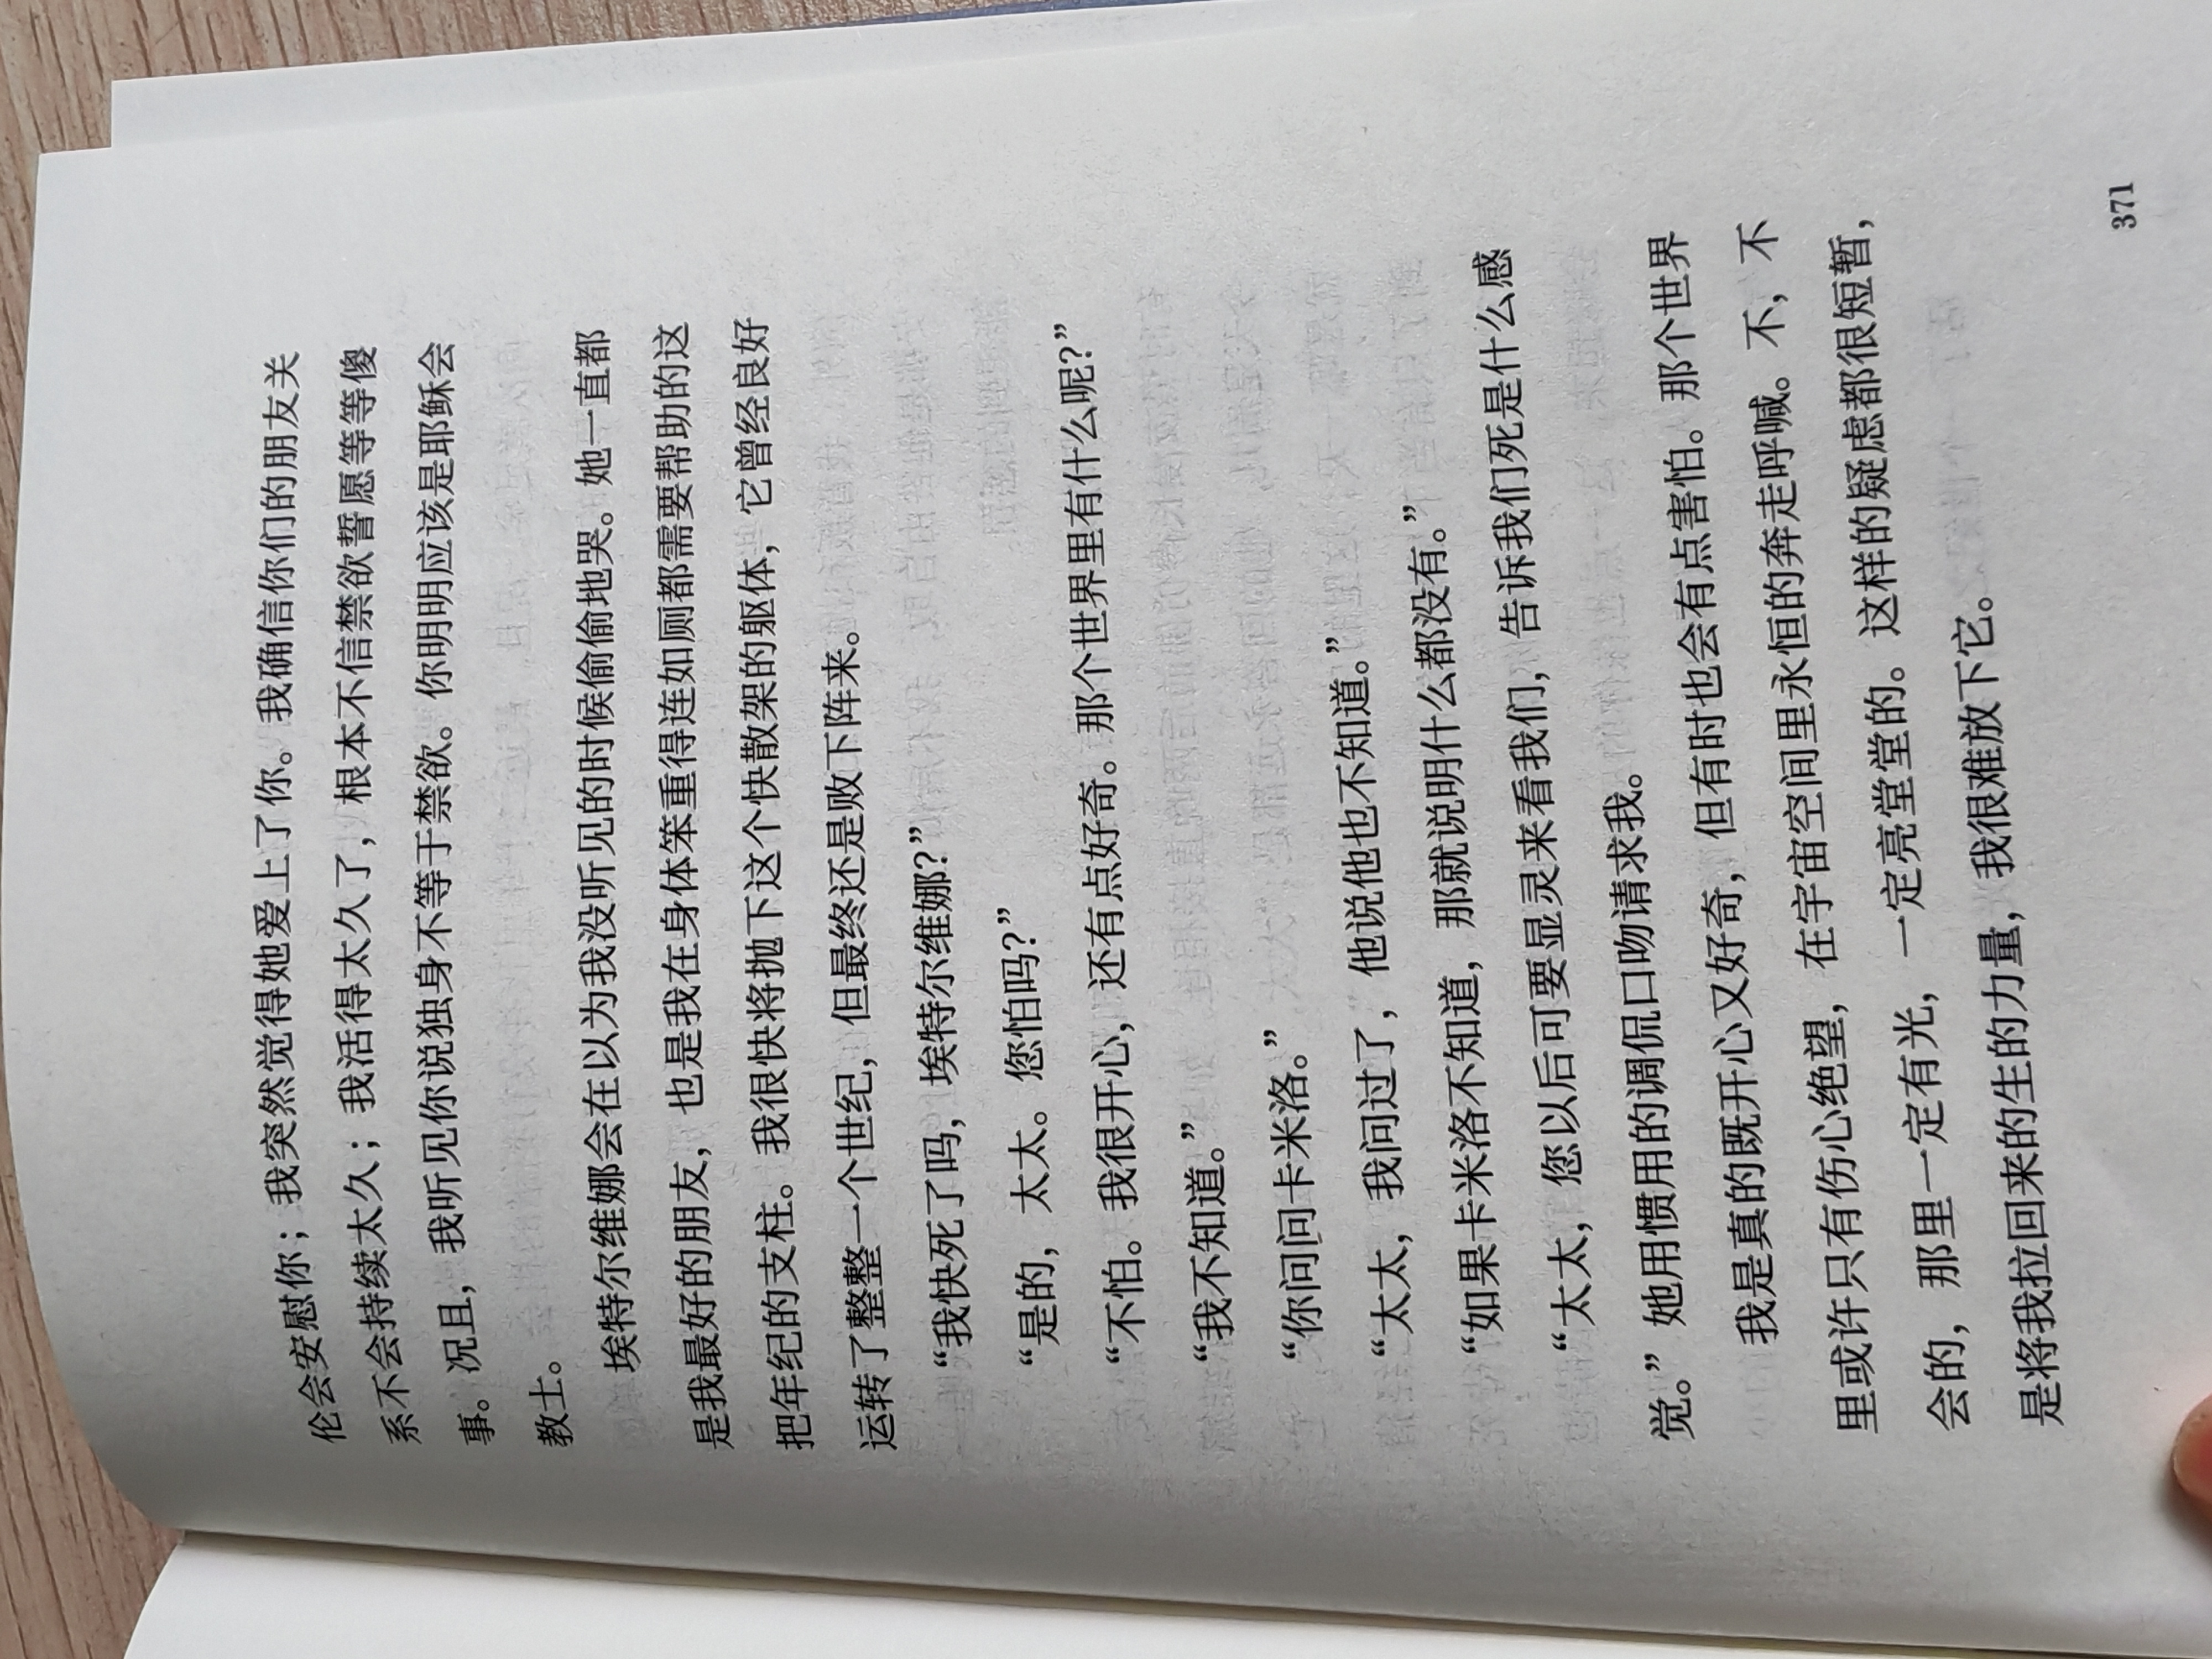 伦会安慰你；我突然觉得她爱上了你。我确信你们的朋友关
系不会持续太久；我活得太久了，根本不信禁欲誓愿等等傻
事。况且，我听见你说独身不等于禁欲。你明明应该是耶稣会
教士。
埃特尔维娜会在以为我没听见的时候偷偷地哭。她一直都
是我最好的朋友，也是我在身体笨重得连如厕都需要帮助的这
把年纪的支柱。我很快将抛下这个快散架的躯体，它曾经良好
运转了整整一个世纪，但最终还是败下阵来。
“我快死了吗，埃特尔维娜？”
“是的，太太。您怕吗？”
“不怕。我很开心，还有点好奇。那个世界里有什么呢？”
“我不知道。”
“你问问卡米洛。”
“太太，我问过了，他说他也不知道。”
“如果卡米洛不知道，那就说明什么都没有。”
“太太，您以后可要显灵来看我们，告诉我们死是什么感
觉。”她用惯用的调侃口吻请求我。
我是真的既开心又好奇，但有时也会有点害怕。那个世界
里或许只有伤心绝望，在宇宙空间里永恒的奔走呼喊。不，不
会的，那里一定有光，一定亮堂堂的。这样的疑虑都很短暂，
是将我拉回来的生的力量，我很难放下它。
371